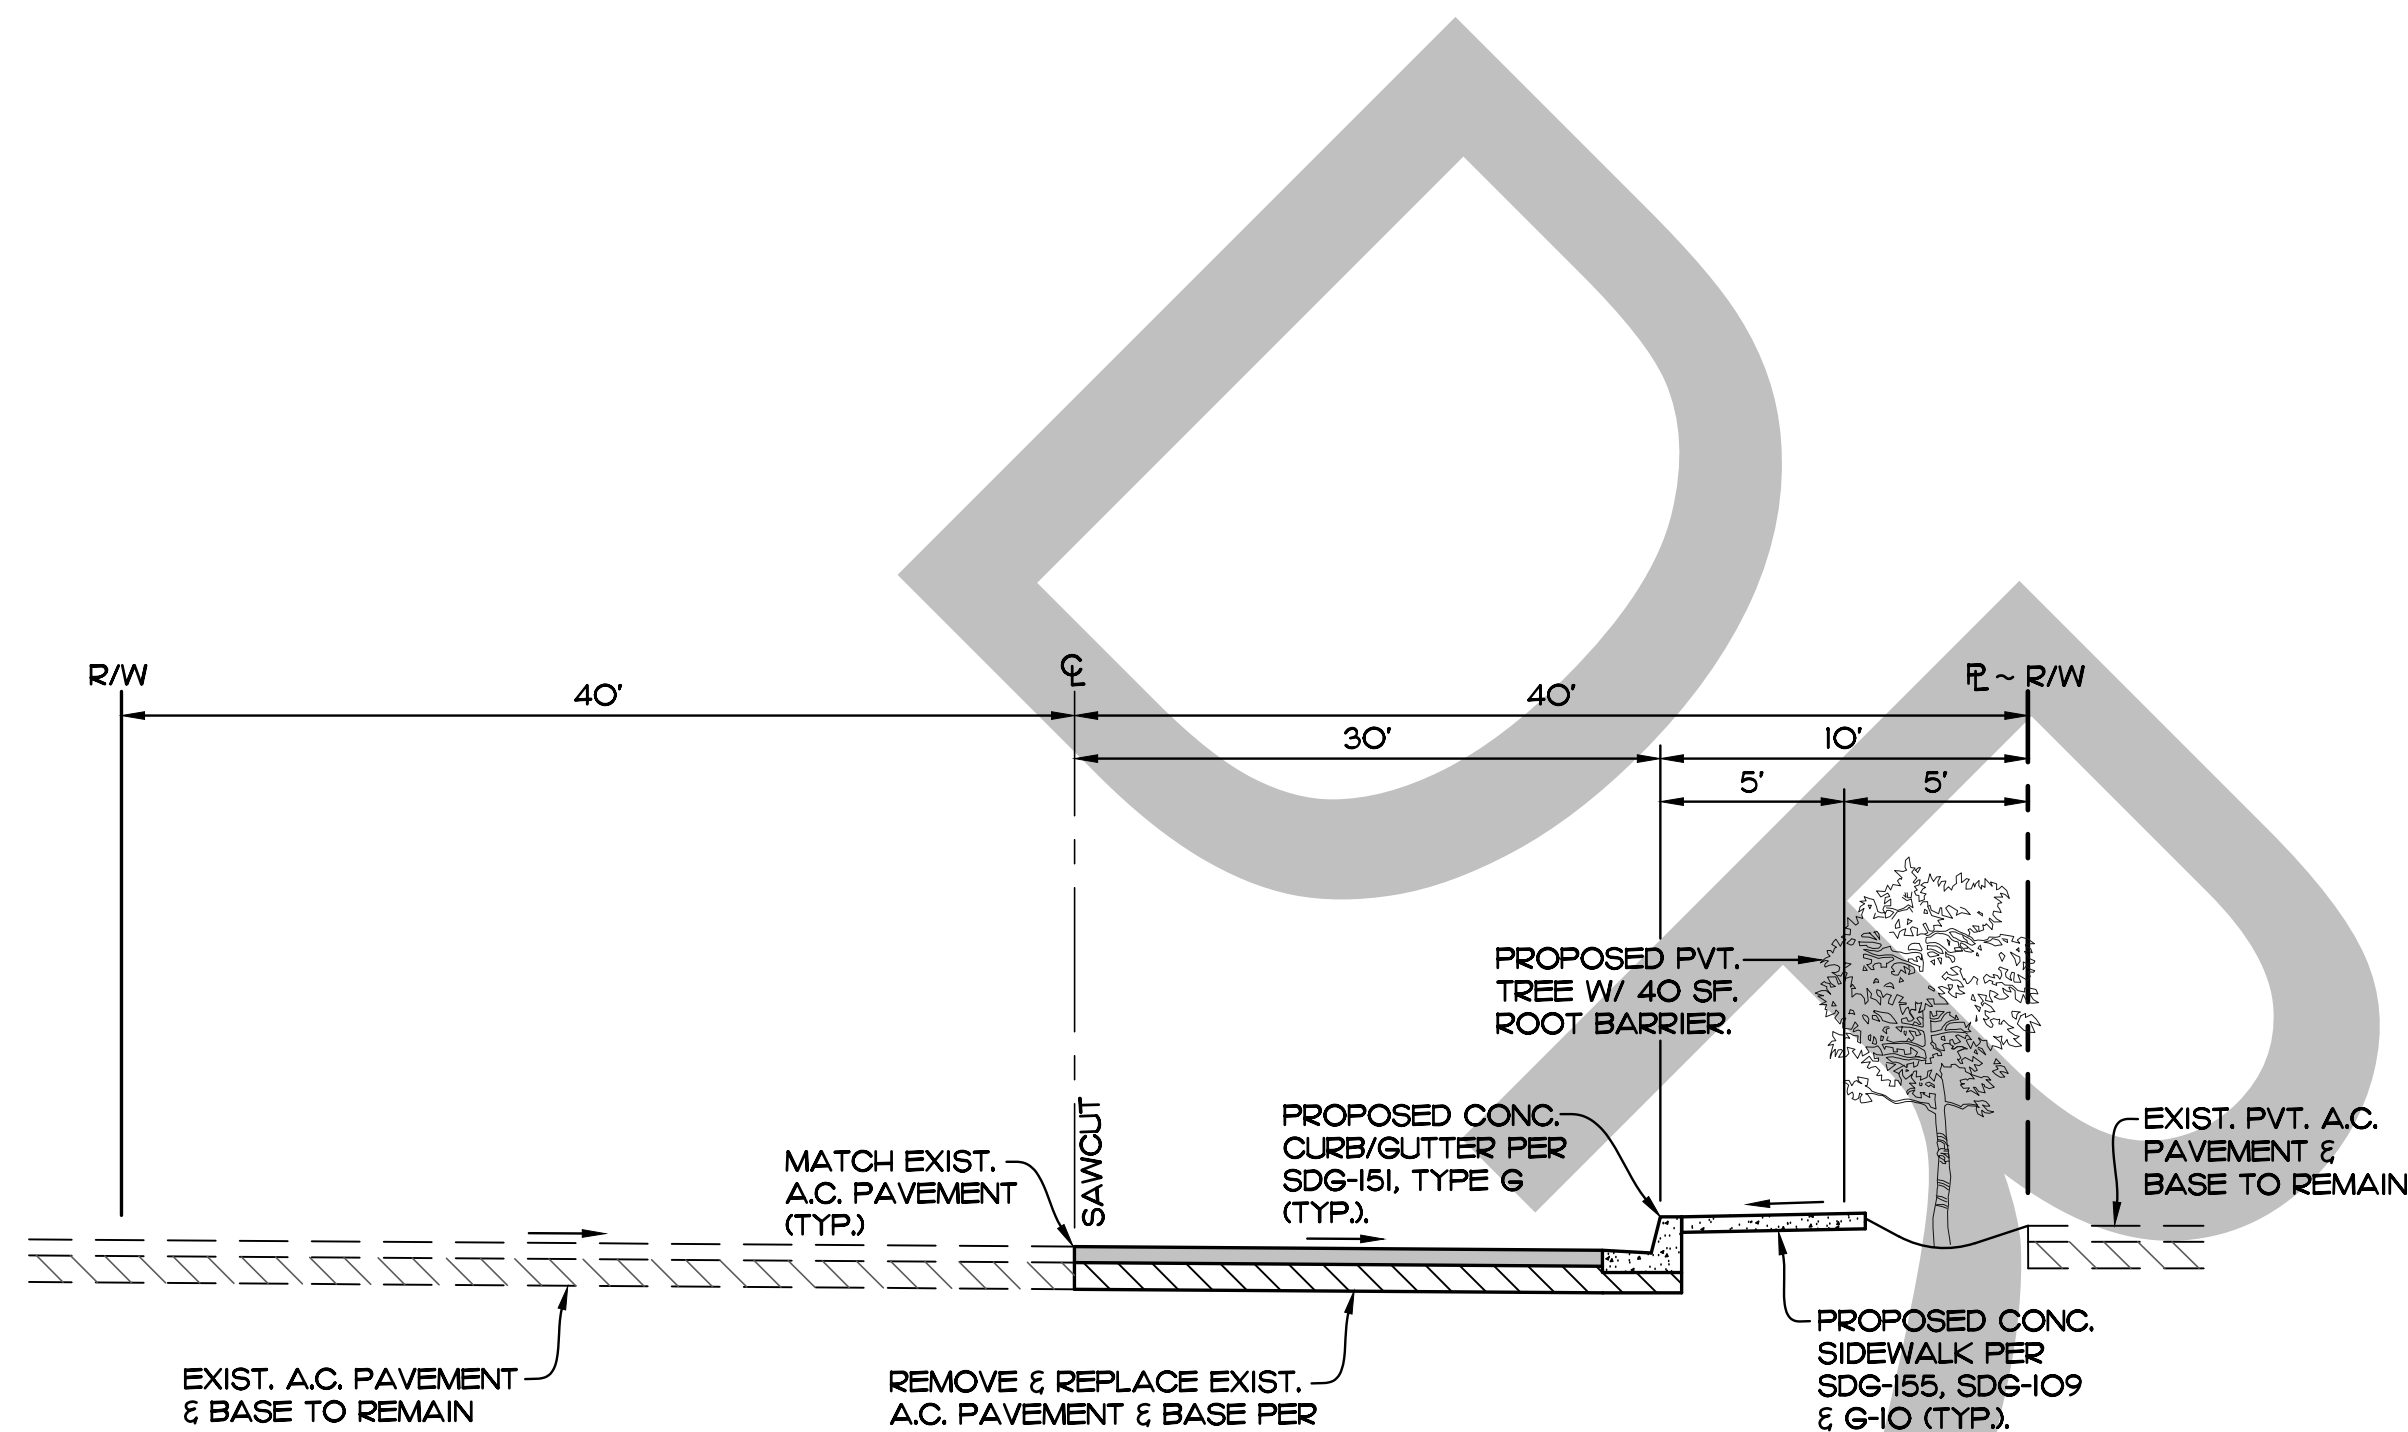 R/W
℄
⅊ ~ R/W
40'
40'
30'
10'
5'
5'
PROPOSED PVT.
TREE W/ 40 SF.
ROOT BARRIER.
SAWCUT
MATCH EXIST.
A.C. PAVEMENT
(TYP.)
PROPOSED CONC.
CURB/GUTTER PER
SDG-151, TYPE G
(TYP.).
EXIST. PVT. A.C.
PAVEMENT &
BASE TO REMAIN
EXIST. A.C. PAVEMENT
& BASE TO REMAIN
REMOVE & REPLACE EXIST.
A.C. PAVEMENT & BASE PER
PROPOSED CONC.
SIDEWALK PER
SDG-155, SDG-109
& G-10 (TYP.).